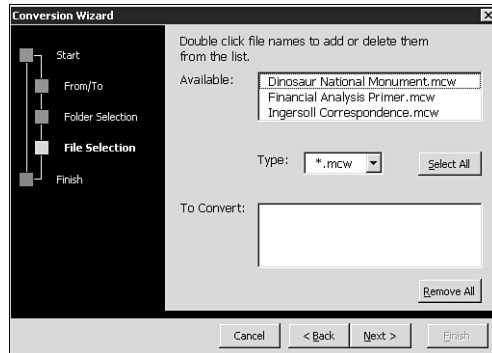 Conversion Wizard
Start
From/To
Folder Selection
File Selection
Finish
Double click file names to add or delete them
from the list.
Available:
Dinosaur National Monument.mcw
Financial Analysis Primer.mcw
Ingersoll Correspondence.mcw
Type:
*.mcw
Select All
To Convert:
Remove All
Cancel
< Back
Next >
Finish